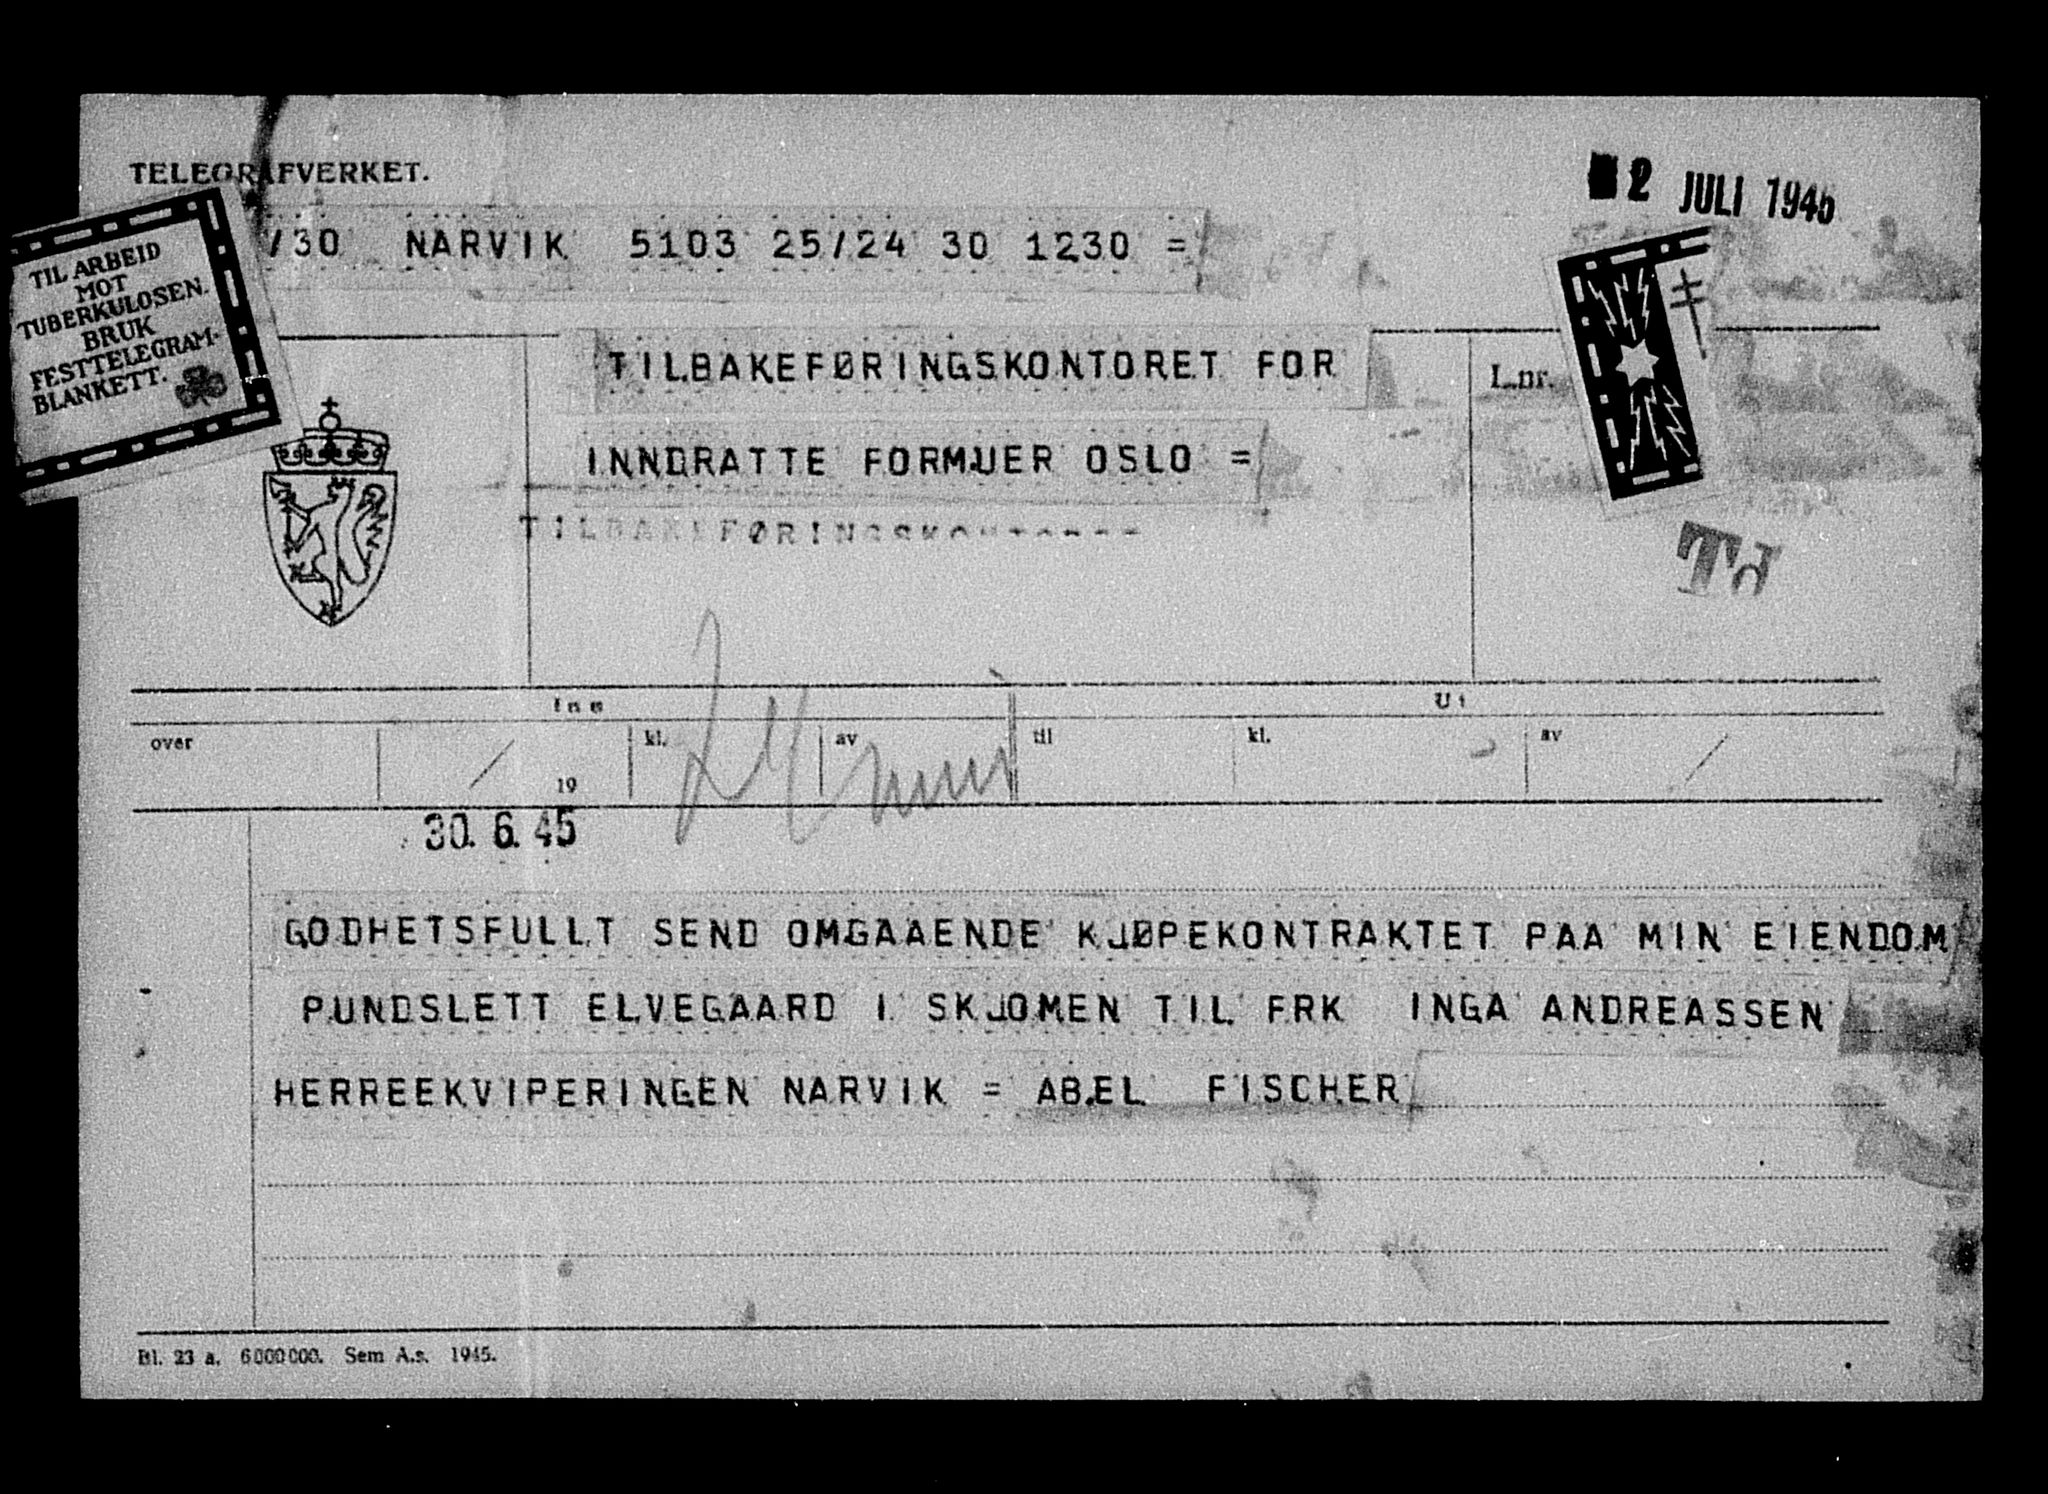 TELEGRAFVERKET.
2 JULI 1945
/30 NARVIK 5103 25/24 30 1230 =
TIL ARBEID
MOT
TUBERKULOSEN.
BRUK
FESTTELEGRAM-
BLANKETT.
TILBAKEFØRINGSKONTORET FOR
L.nr.
INNDRATTE FORMUER OSLO =
TILBAKEFØRINGSKONTORET
Td
Inn
Ut
over
19
kl.
av
til
kl.
av
30.6.45
GODHETSFULLT SEND OMGAAENDE KJØPEKONTRAKTET PAA MIN EIENDOM
PUNDSLETT ELVEGAARD I SKJOMEN TIL FRK INGA ANDREASSEN
HERREEKVIPERINGEN NARVIK = ABEL FISCHER
Bl. 23 a. 6000000. Sem A.s. 1945.